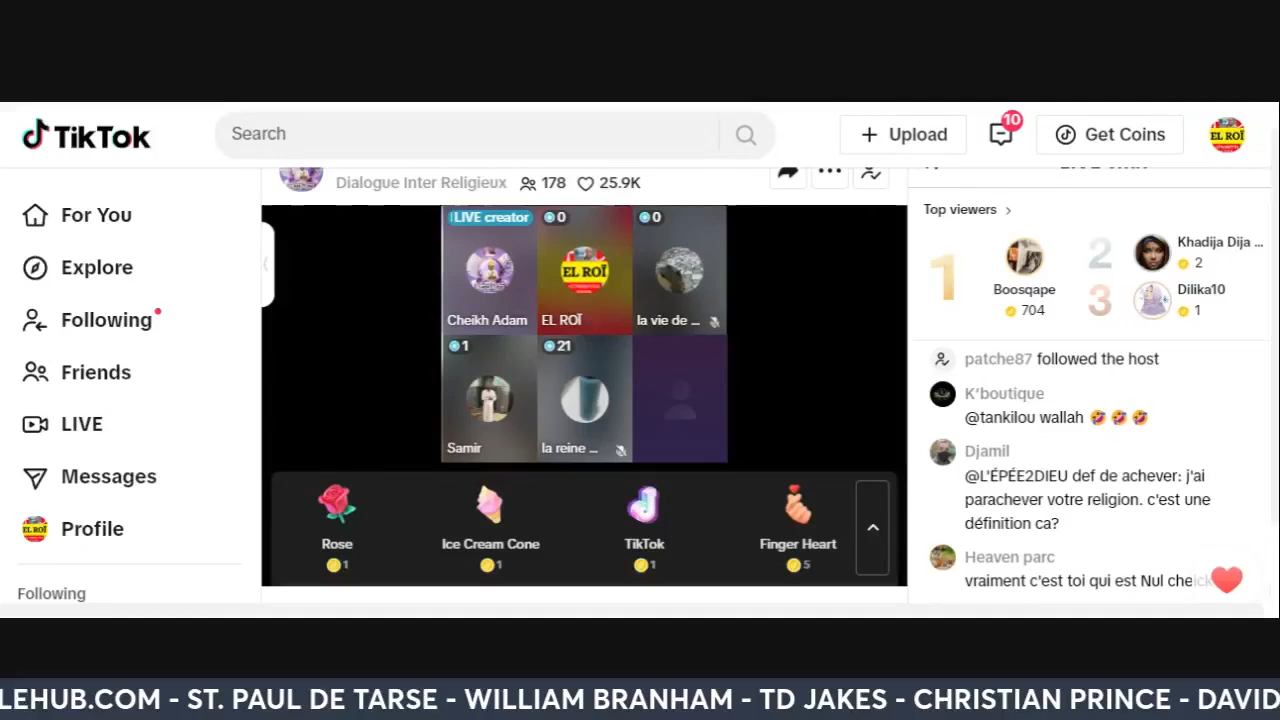 TikTok
Search
Upload
10
Get Coins
EL ROÏ
For You
Explore
Following
Friends
LIVE
Messages
EL ROÏ
Profile
Following
Dialogue Inter Religieux 178 25.9K
LIVE creator
0
0
EL ROÏ
Cheikh Adam
EL ROÏ
la vie de ...
1
21
Samir
la reine ...
Rose
Ice Cream Cone
TikTok
Finger Heart
1
1
1
5
Top viewers
1
Boosqape
704
2
Khadija Dija ...
2
3
Dilika10
1
patche87 followed the host
K'boutique
@tankilou wallah 🤣 🤣 🤣
Djamil
@L'ÉPÉE2DIEU def de achever: j'ai
parachever votre religion. c'est une
définition ca?
Heaven parc
vraiment c'est toi qui est Nul cheick
LEHUB.COM - ST. PAUL DE TARSE - WILLIAM BRANHAM - TD JAKES - CHRISTIAN PRINCE - DAVID